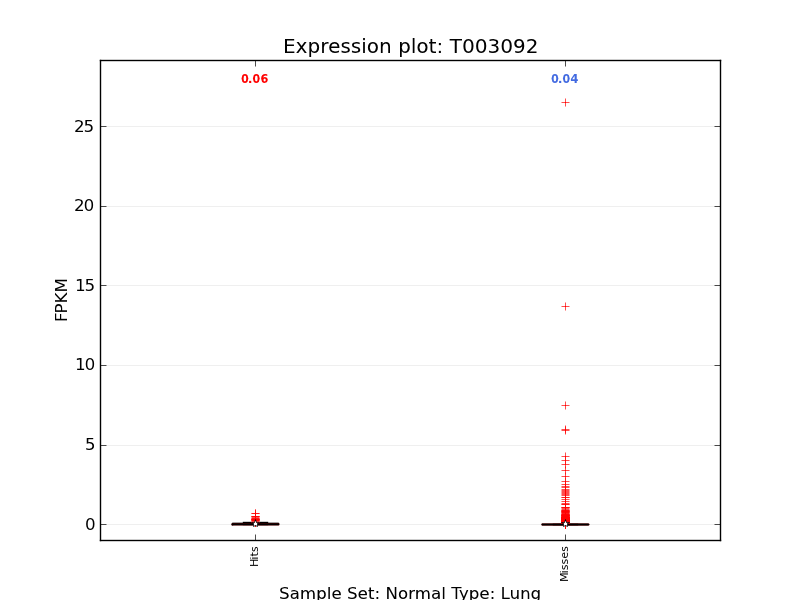 Expression plot: T003092
0.06
0.04
25
20
15
10
5
0
FPKM
Hits
Misses
Sample Set: Normal Type: Lung